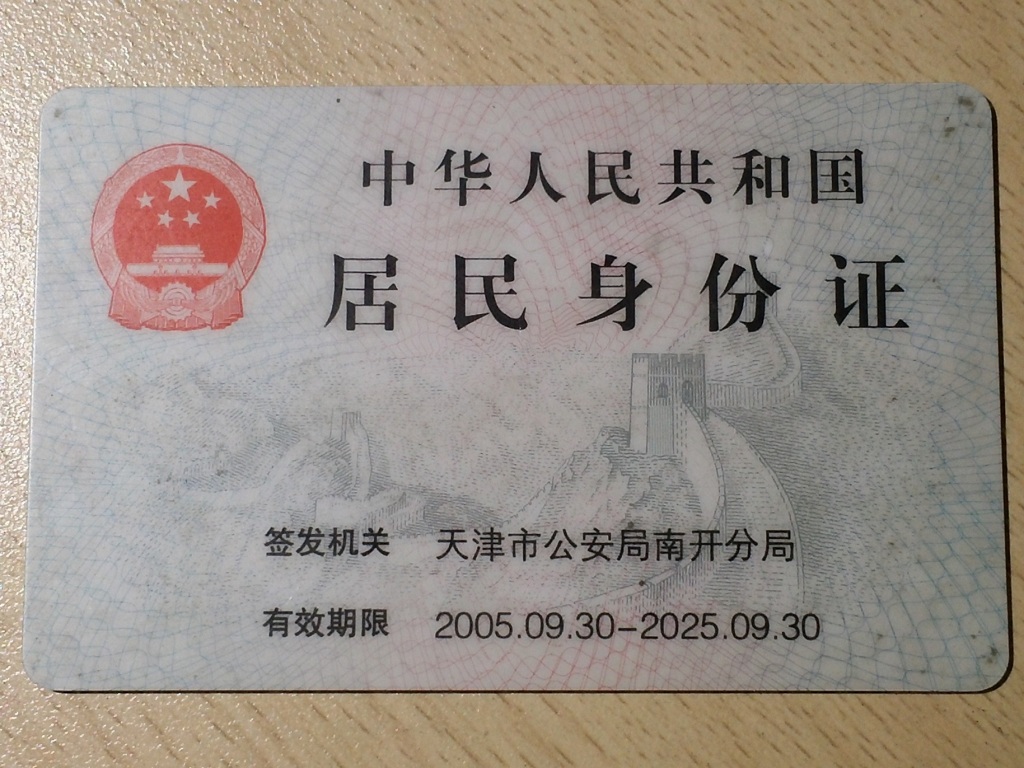 中华人民共和国
居民身份证
签发机关 天津市公安局南开分局
有效期限 2005.09.30-2025.09.30